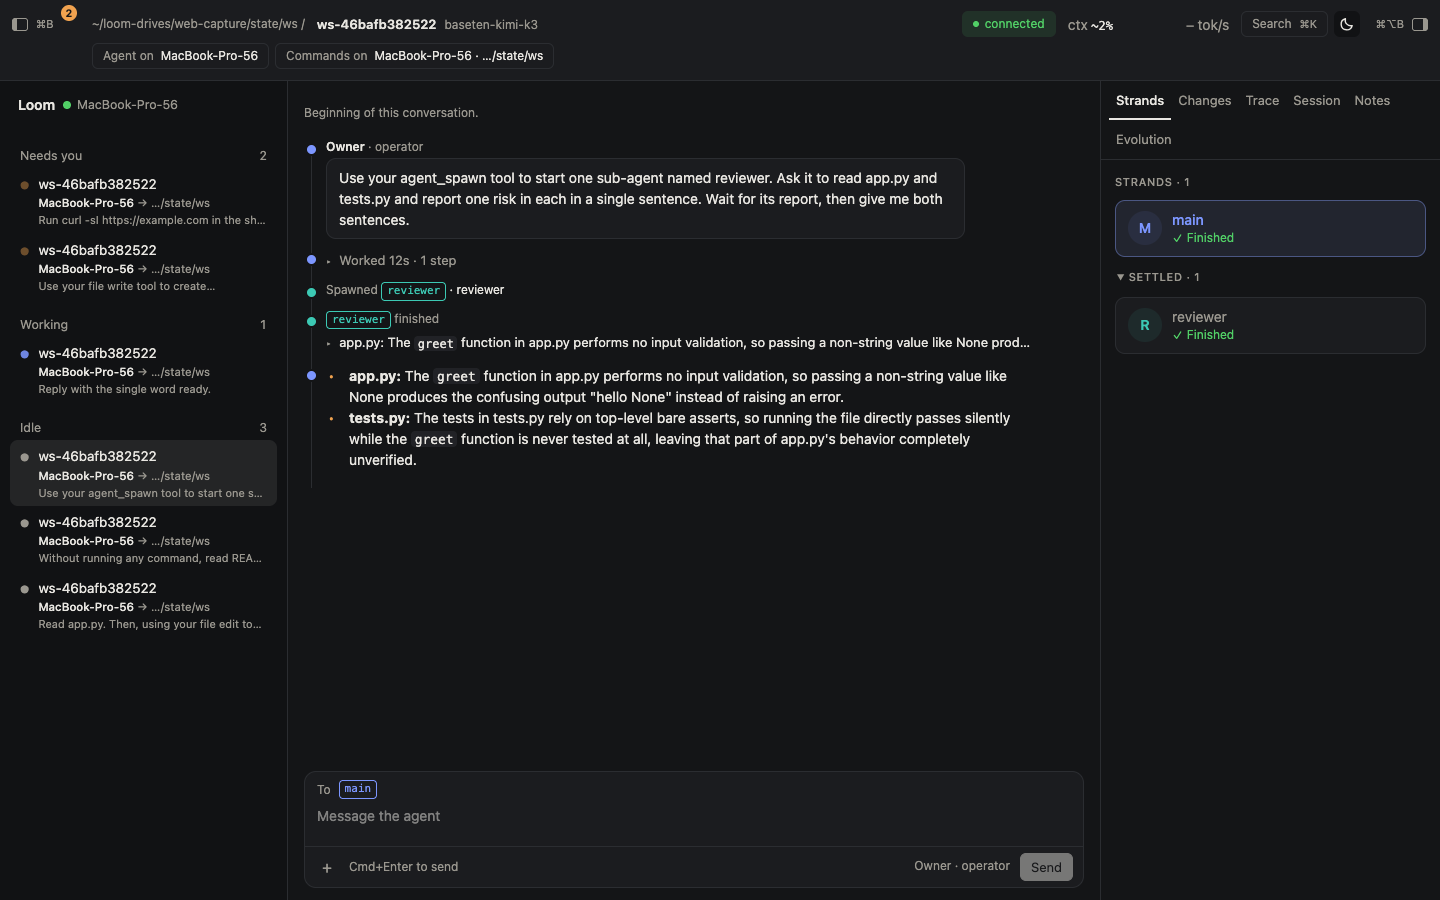 ⌘B
2
~/loom-drives/web-capture/state/ws / ws-46bafb382522 baseten-kimi-k3
connected
ctx ~2%
– tok/s
Search ⌘K
⌘⌥B
Agent on MacBook-Pro-56
Commands on MacBook-Pro-56 · …/state/ws
Loom MacBook-Pro-56
Needs you 2
ws-46bafb382522
MacBook-Pro-56 → …/state/ws
Run curl -sI https://example.com in the sh…
ws-46bafb382522
MacBook-Pro-56 → …/state/ws
Use your file write tool to create…
Working 1
ws-46bafb382522
MacBook-Pro-56 → …/state/ws
Reply with the single word ready.
Idle 3
ws-46bafb382522
MacBook-Pro-56 → …/state/ws
Use your agent_spawn tool to start one s…
ws-46bafb382522
MacBook-Pro-56 → …/state/ws
Without running any command, read REA…
ws-46bafb382522
MacBook-Pro-56 → …/state/ws
Read app.py. Then, using your file edit to…
Beginning of this conversation.
Owner · operator
Use your agent_spawn tool to start one sub-agent named reviewer. Ask it to read app.py and
tests.py and report one risk in each in a single sentence. Wait for its report, then give me both
sentences.
▸ Worked 12s · 1 step
Spawned reviewer · reviewer
reviewer finished
▸ app.py: The greet function in app.py performs no input validation, so passing a non-string value like None prod…
• app.py: The greet function in app.py performs no input validation, so passing a non-string value like
None produces the confusing output "hello None" instead of raising an error.
• tests.py: The tests in tests.py rely on top-level bare asserts, so running the file directly passes silently
while the greet function is never tested at all, leaving that part of app.py's behavior completely
unverified.
To main
Message the agent
+ Cmd+Enter to send
Owner · operator
Send
Strands Changes Trace Session Notes
Evolution
STRANDS · 1
M
main
✓ Finished
▼ SETTLED · 1
R
reviewer
✓ Finished